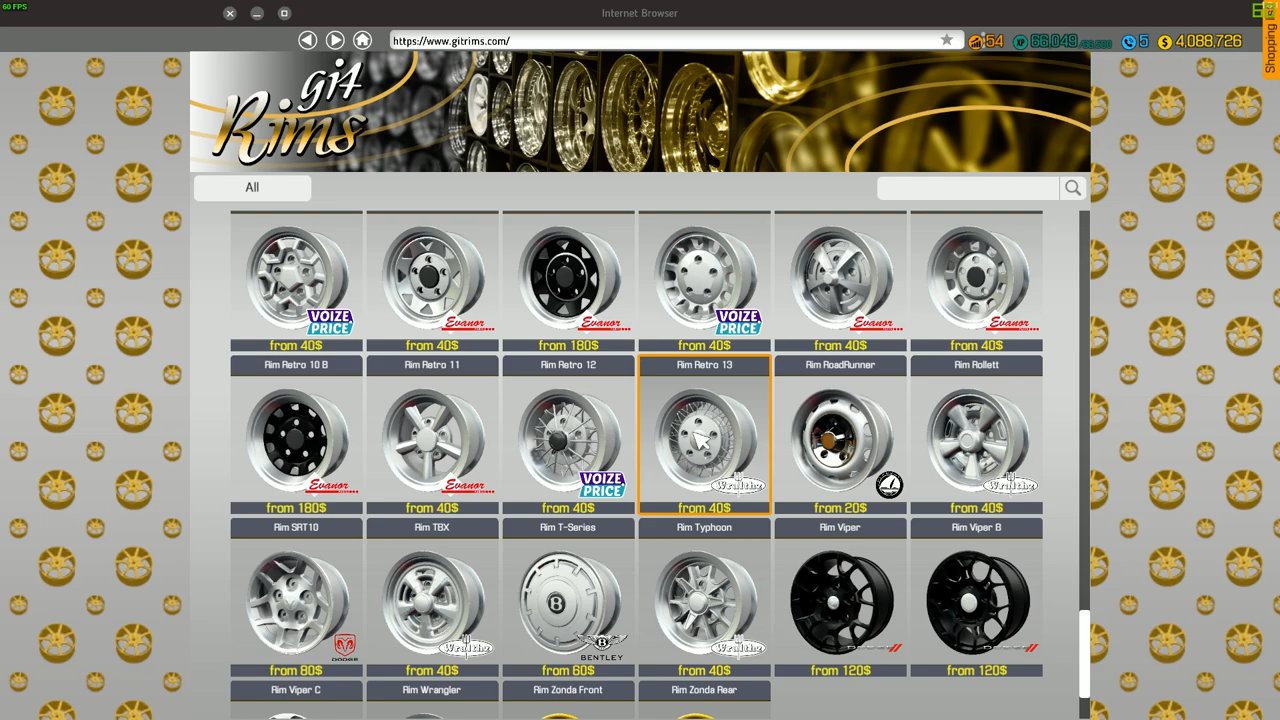 60 FPS
Internet Browser
https://www.gitrims.com/
54
66.049
5
4,088,726
Shopping
git
Rims
All
VOIZE PRICE
Evanor
Evanor
VOIZE PRICE
Evanor
Evanor
from 40$
from 40$
from 180$
from 40$
from 40$
from 40$
Rim Retro 10 B
Rim Retro 11
Rim Retro 12
Rim Retro 13
Rim RoadRunner
Rim Rollett
Evanor
Evanor
VOIZE PRICE
Wraithe
Wraithe
from 180$
from 40$
from 40$
from 40$
from 20$
from 40$
Rim SRT10
Rim TBX
Rim T-Series
Rim Typhoon
Rim Viper
Rim Viper B
DODGE
Wraithe
B
BENTLEY
Wraithe
from 80$
from 40$
from 60$
from 40$
from 120$
from 120$
Rim Viper C
Rim Wrangler
Rim Zonda Front
Rim Zonda Rear